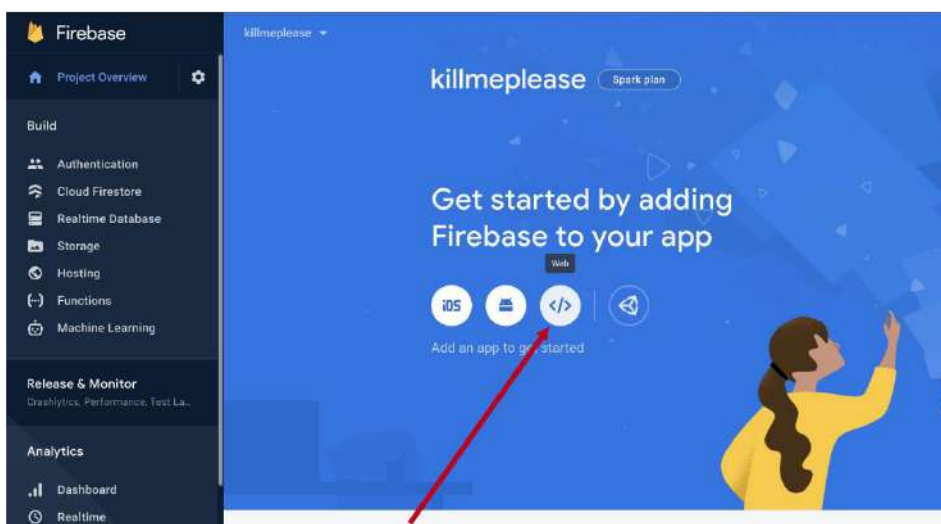 Firebase
Project Overview
Build
Authentication
Cloud Firestore
Realtime Database
Storage
Hosting
Functions
Machine Learning
Release & Monitor
Crashlytics, Performance, Test La...
Analytics
Dashboard
Realtime
killmeplease
killmeplease Spark plan
Get started by adding
Firebase to your app
Web
iOS </>
Add an app to get started